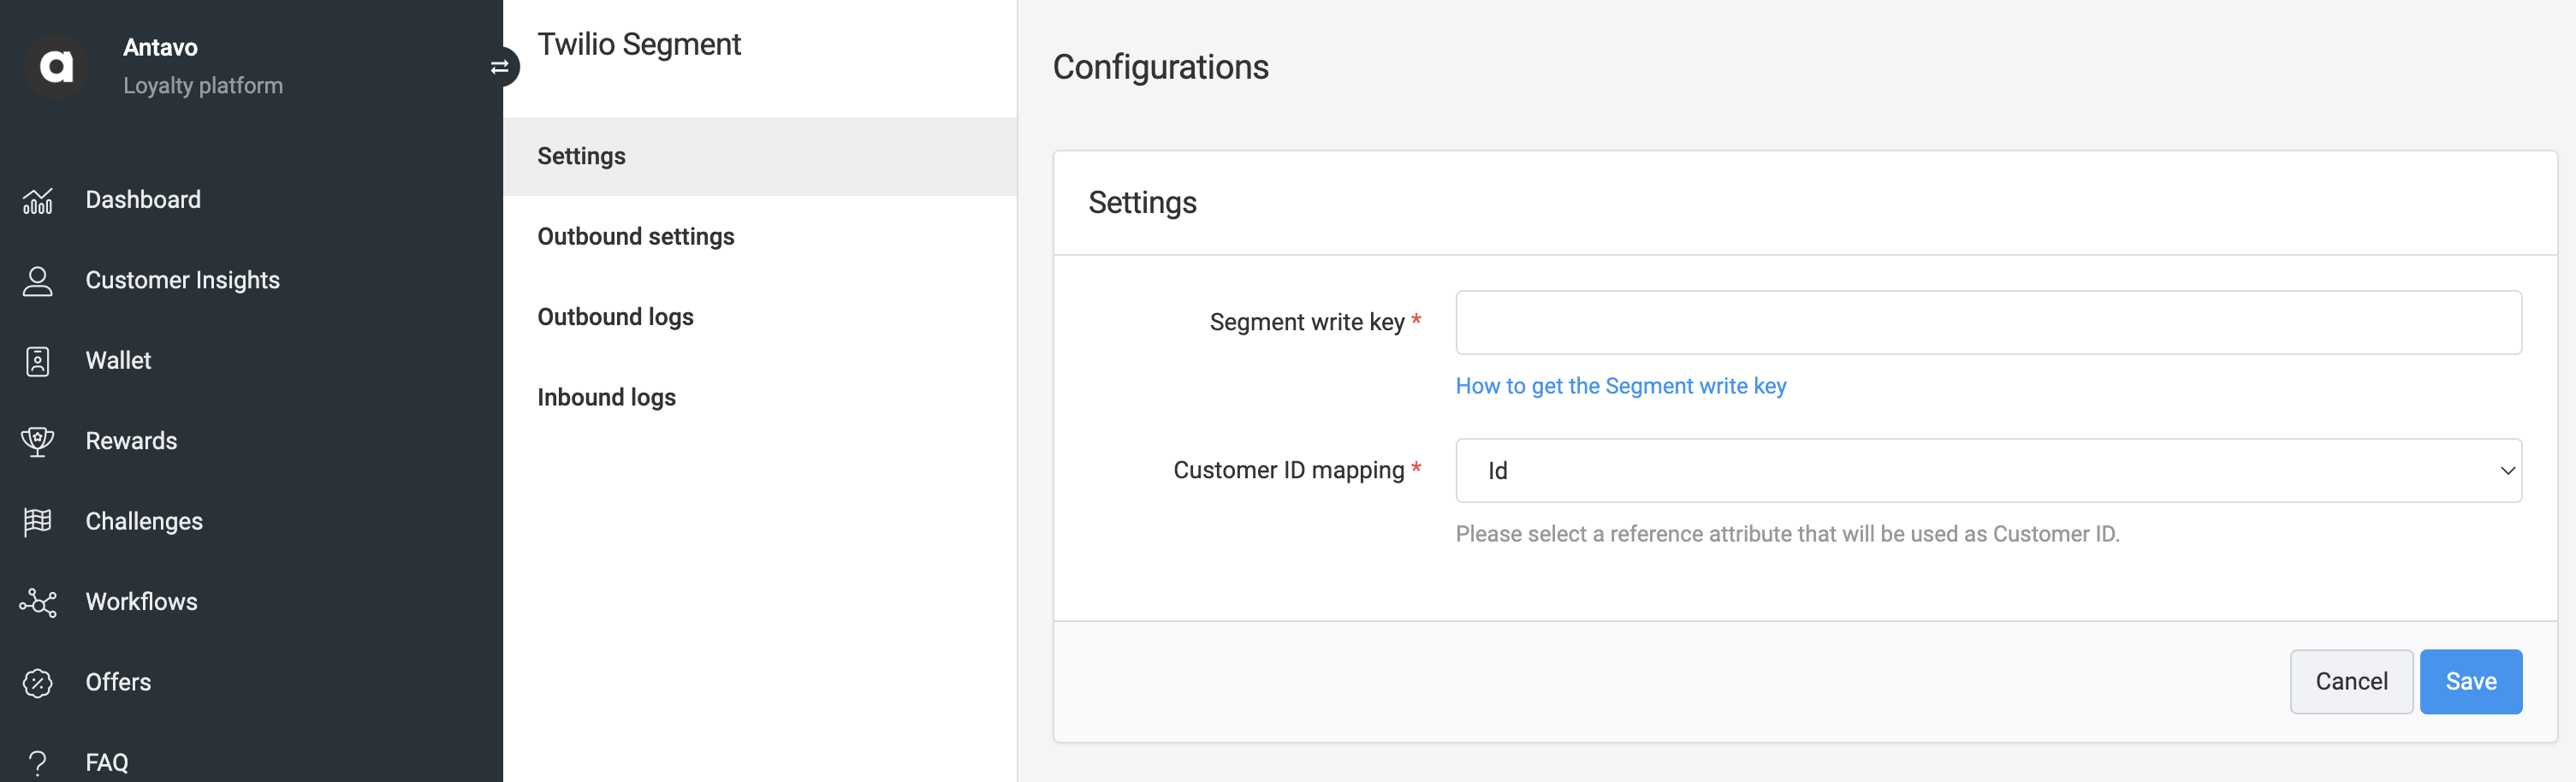 Antavo
Loyalty platform
Dashboard
Customer Insights
Wallet
Rewards
Challenges
Workflows
Offers
FAQ
Twilio Segment
Settings
Outbound settings
Outbound logs
Inbound logs
Configurations
Settings
Segment write key *
How to get the Segment write key
Customer ID mapping *
Id
Please select a reference attribute that will be used as Customer ID.
Cancel
Save